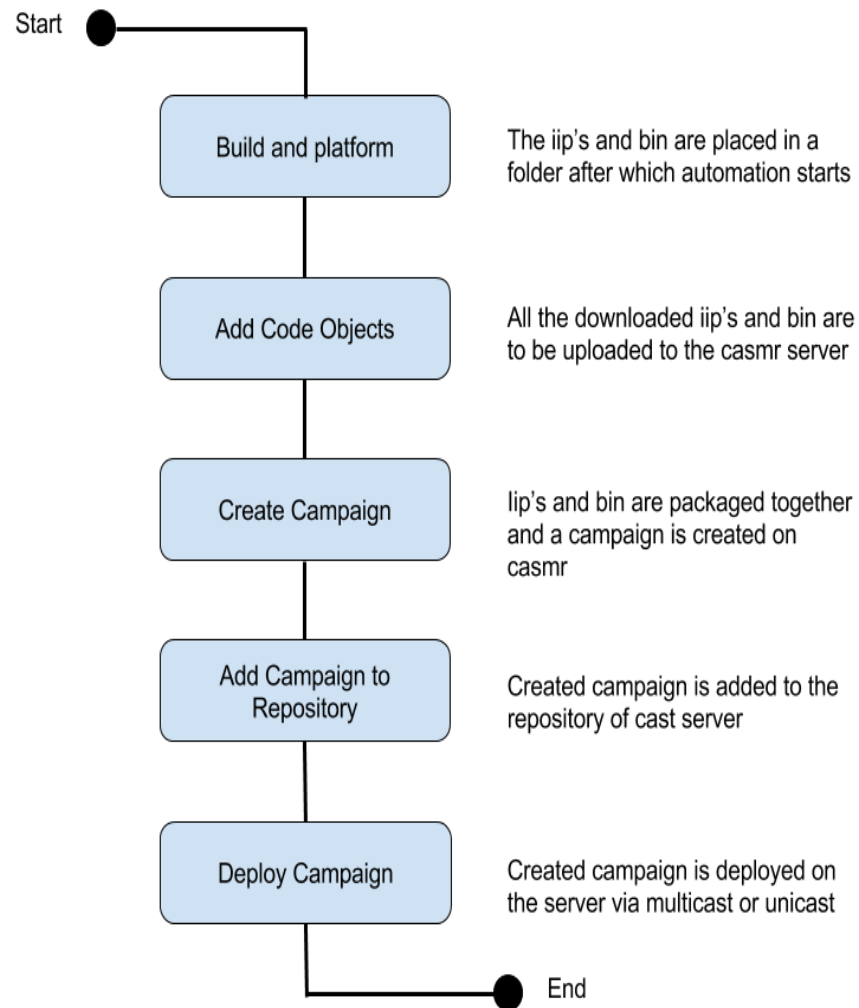 Start
Build and platform
The iip's and bin are placed in a
folder after which automation starts
Add Code Objects
All the downloaded iip's and bin are
to be uploaded to the casmr server
Create Campaign
Iip's and bin are packaged together
and a campaign is created on
casmr
Add Campaign to
Repository
Created campaign is added to the
repository of cast server
Deploy Campaign
Created campaign is deployed on
the server via multicast or unicast
End